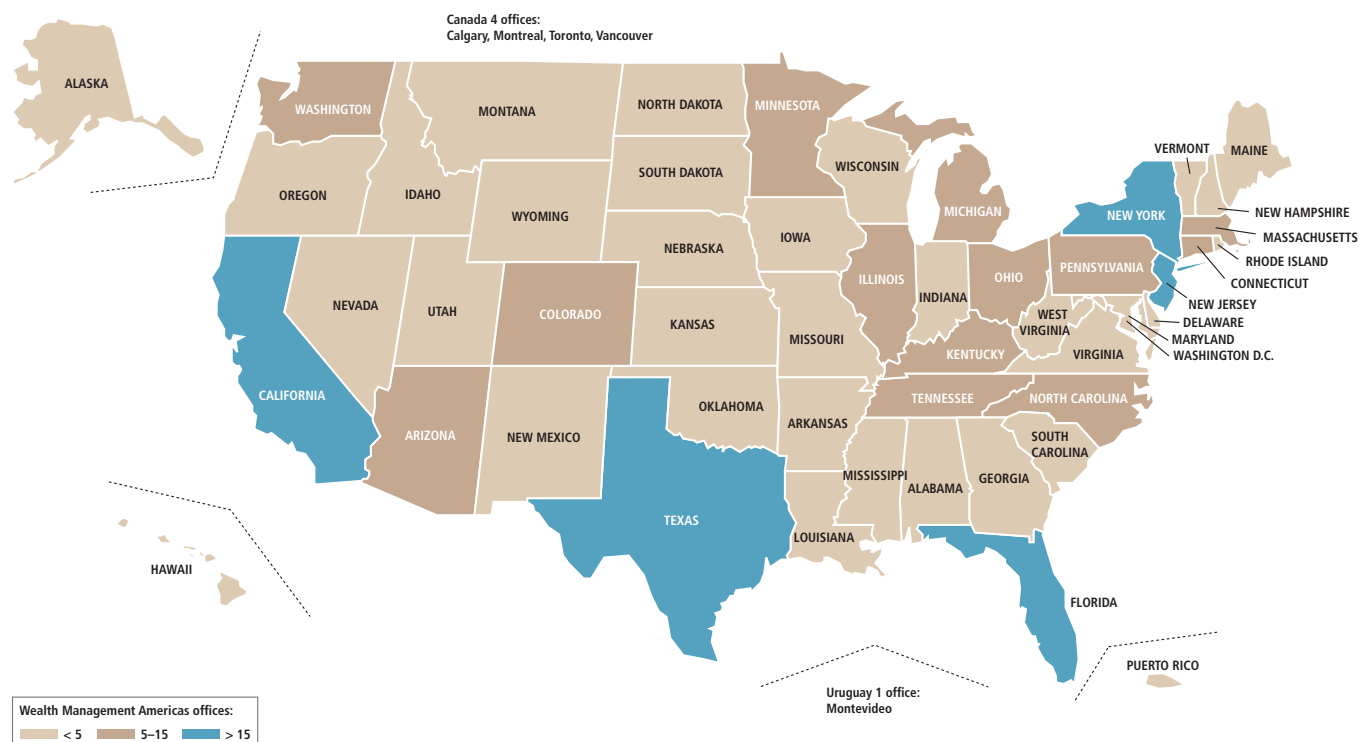 Canada 4 offices:
Calgary, Montreal, Toronto, Vancouver
ALASKA
WASHINGTON
MONTANA
NORTH DAKOTA
MINNESOTA
VERMONT
MAINE
OREGON
IDAHO
SOUTH DAKOTA
WISCONSIN
WYOMING
MICHIGAN
NEW YORK
NEW HAMPSHIRE
MASSACHUSETTS
NEBRASKA
IOWA
RHODE ISLAND
PENNSYLVANIA
CONNECTICUT
NEVADA
UTAH
COLORADO
ILLINOIS
INDIANA
OHIO
NEW JERSEY
KANSAS
MISSOURI
WEST
VIRGINIA
DELAWARE
MARYLAND
KENTUCKY
VIRGINIA
WASHINGTON D.C.
CALIFORNIA
ARIZONA
NEW MEXICO
OKLAHOMA
ARKANSAS
TENNESSEE
NORTH CAROLINA
SOUTH
CAROLINA
MISSISSIPPI
ALABAMA
GEORGIA
TEXAS
LOUISIANA
HAWAII
FLORIDA
PUERTO RICO
Uruguay 1 office:
Montevideo
Wealth Management Americas offices:
< 5 5–15 > 15